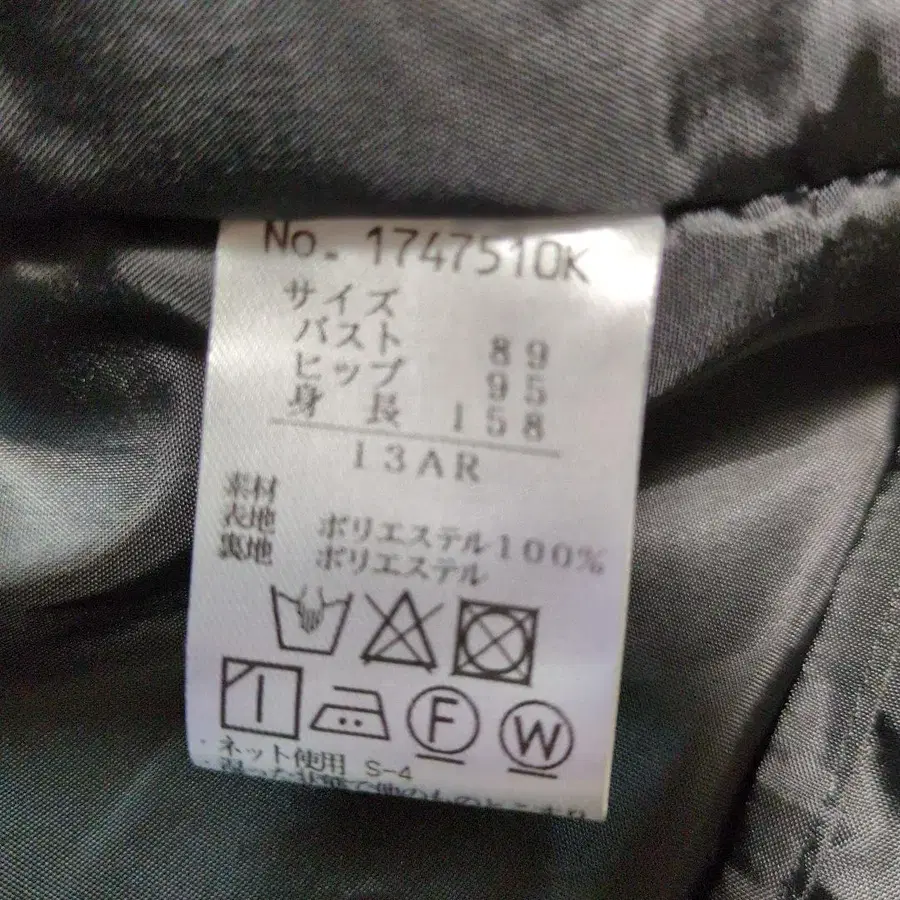 No. 1747510K
サイズ
バスト 89
ヒップ 95
身長 158
13AR
素材
表地 ポリエステル100%
裏地 ポリエステル
F W
・ネット使用 S-4